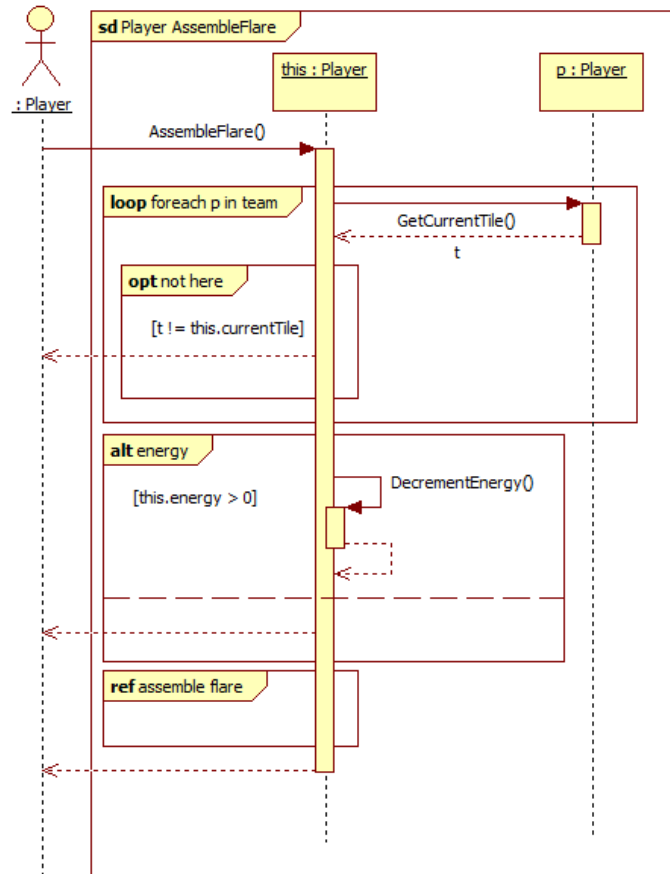 sd Player AssembleFlare
this : Player
p : Player
: Player
AssembleFlare()
loop foreach p in team
GetCurrentTile()
t
opt not here
[t != this.currentTile]
alt energy
[this.energy > 0]
DecrementEnergy()
ref assemble flare